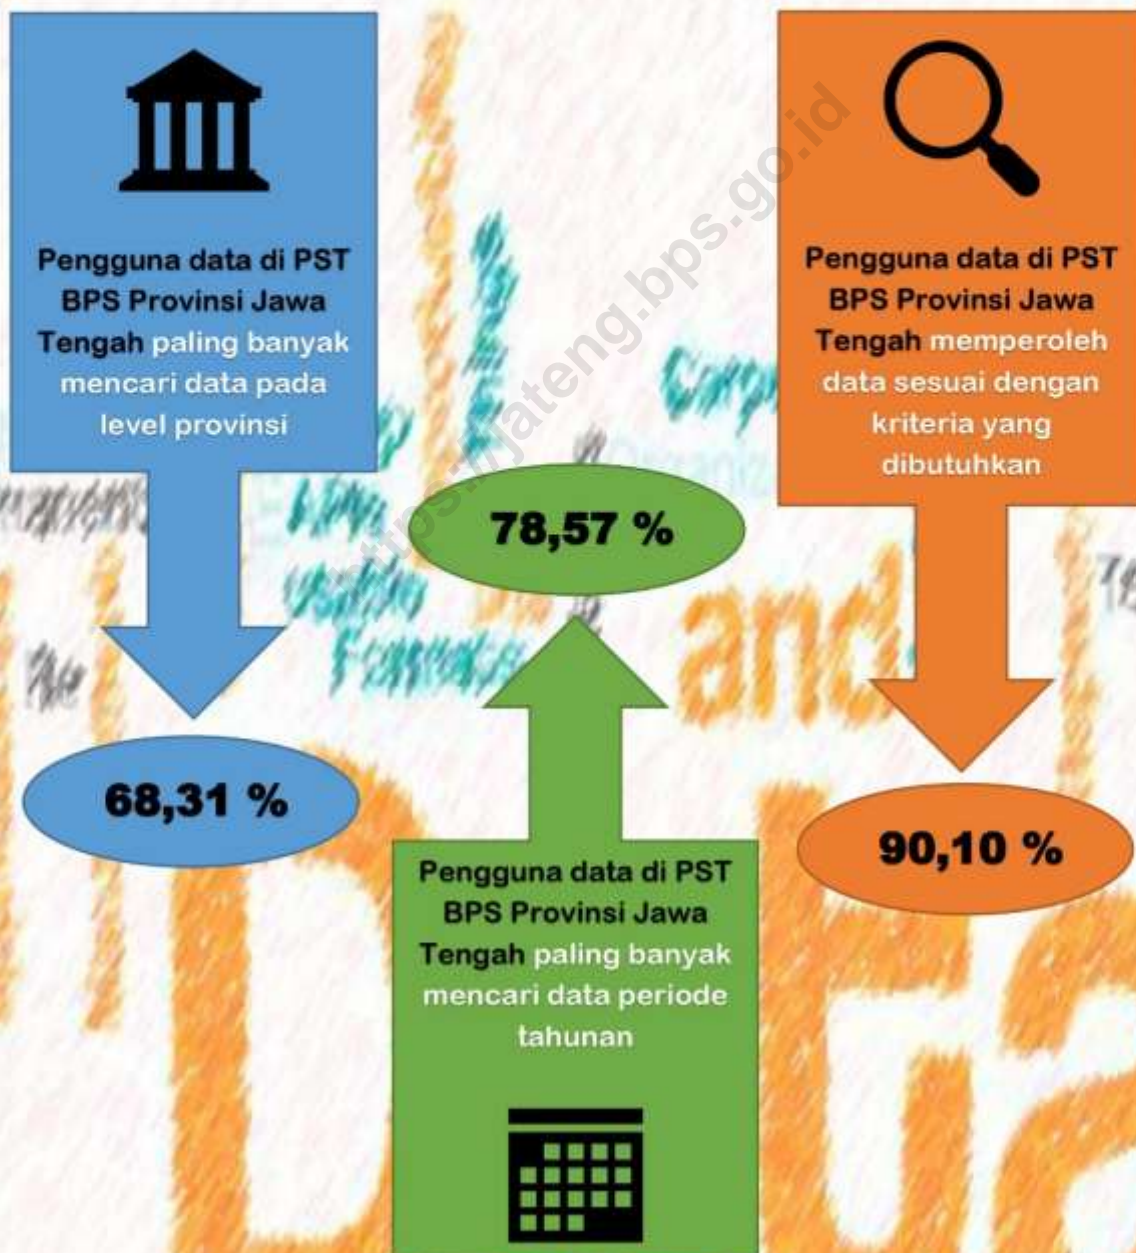 Pengguna data di PST
BPS Provinsi Jawa
Tengah paling banyak
mencari data pada
level provinsi
68,31 %
Pengguna data di PST
BPS Provinsi Jawa
Tengah memperoleh
data sesuai dengan
kriteria yang
dibutuhkan
90,10 %
78,57 %
Pengguna data di PST
BPS Provinsi Jawa
Tengah paling banyak
mencari data periode
tahunan
https://jateng.bps.go.id
and